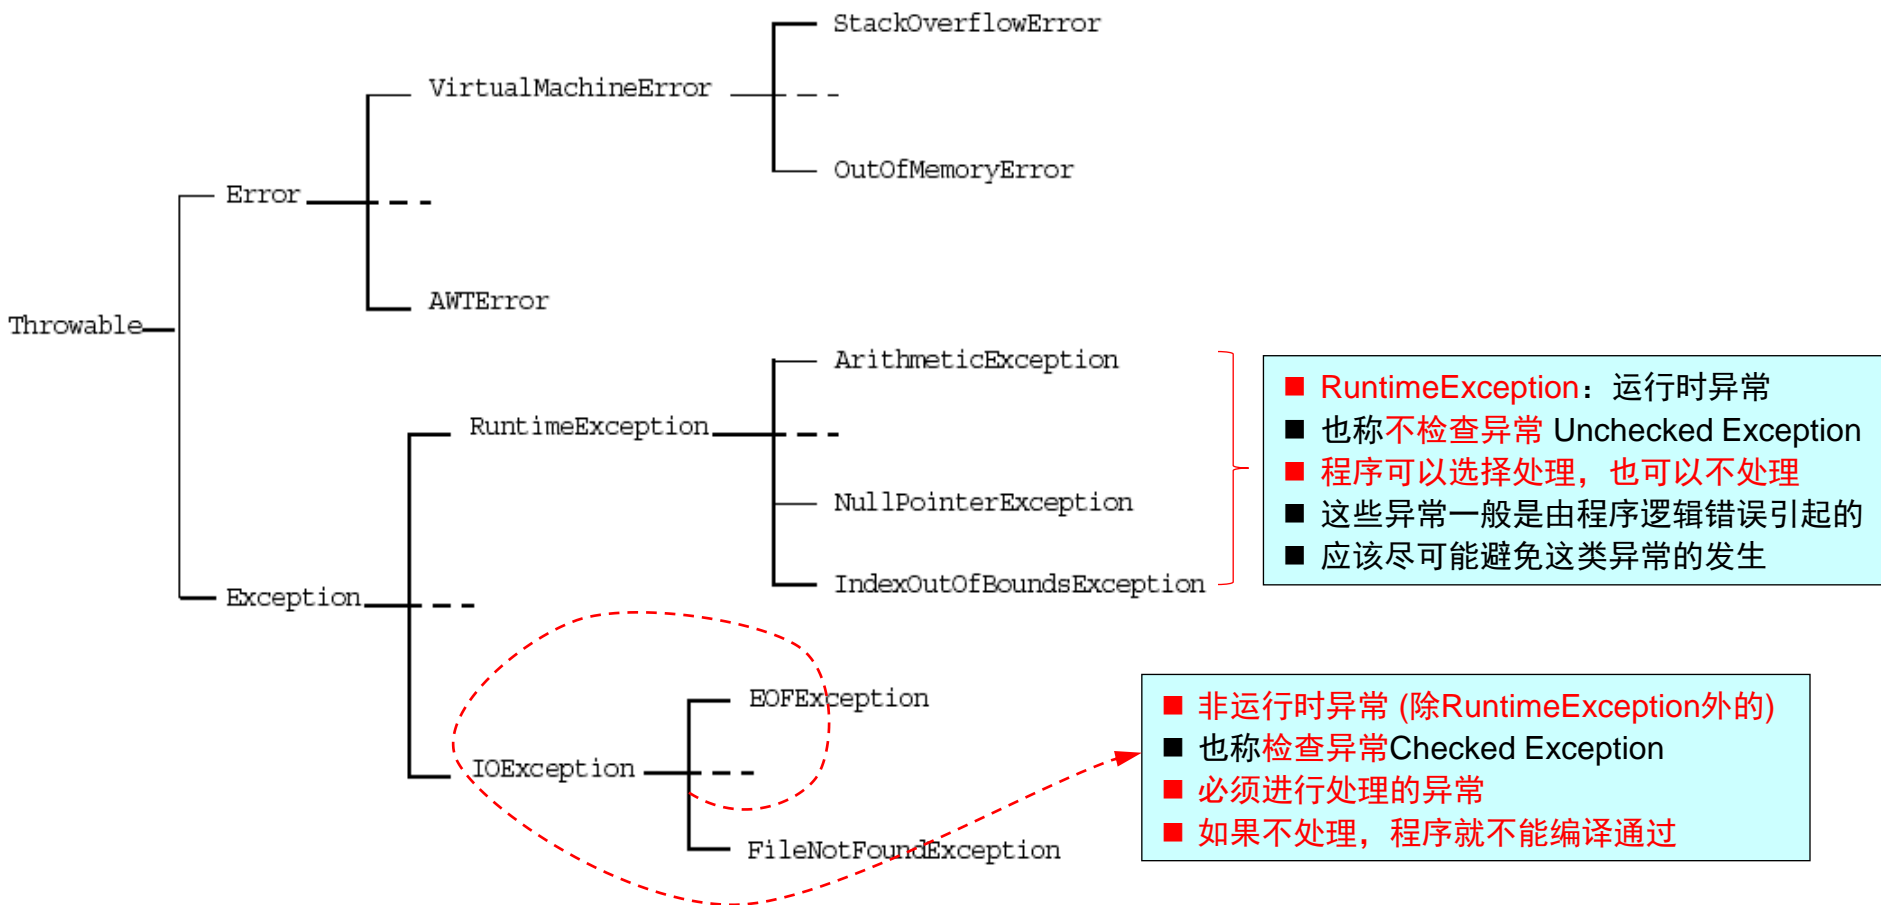 StackOverflowError
VirtualMachineError
OutOfMemoryError
Error
AWTError
Throwable
ArithmeticException
RuntimeException
NullPointerException
IndexOutOfBoundsException
Exception
EOFException
IOException
FileNotFoundException
RuntimeException：运行时异常
也称不检查异常 Unchecked Exception
程序可以选择处理，也可以不处理
这些异常一般是由程序逻辑错误引起的
应该尽可能避免这类异常的发生
非运行时异常 (除RuntimeException外的)
也称检查异常Checked Exception
必须进行处理的异常
如果不处理，程序就不能编译通过